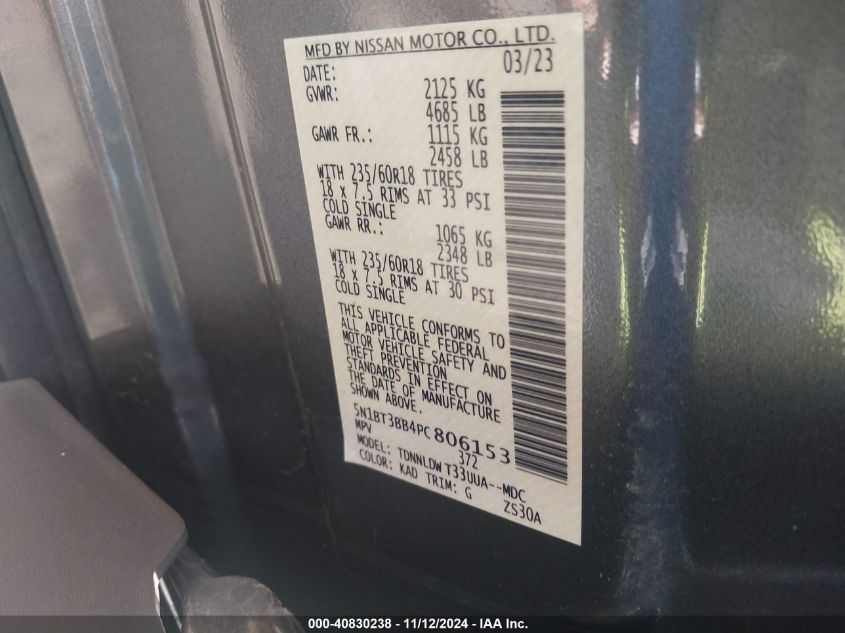 MFD BY NISSAN MOTOR CO., LTD.
DATE: 03/23
GVWR: 2125 KG
4685 LB
GAWR FR.: 1115 KG
2458 LB
WITH 235/60R18 TIRES
18 x 7.5 RIMS AT 33 PSI
COLD SINGLE
GAWR RR.: 1065 KG
2348 LB
WITH 235/60R18 TIRES
18 x 7.5 RIMS AT 30 PSI
COLD SINGLE
THIS VEHICLE CONFORMS TO
ALL APPLICABLE FEDERAL
MOTOR VEHICLE SAFETY AND
THEFT PREVENTION
STANDARDS IN EFFECT ON
THE DATE OF MANUFACTURE
SHOWN ABOVE.
5N1BT3BB4PC806153
MPV 372
MODEL: TDNNLDW T33UUA--MDC
COLOR: KAD TRIM: G ZS30A
000-40830238 - 11/12/2024 - IAA Inc.